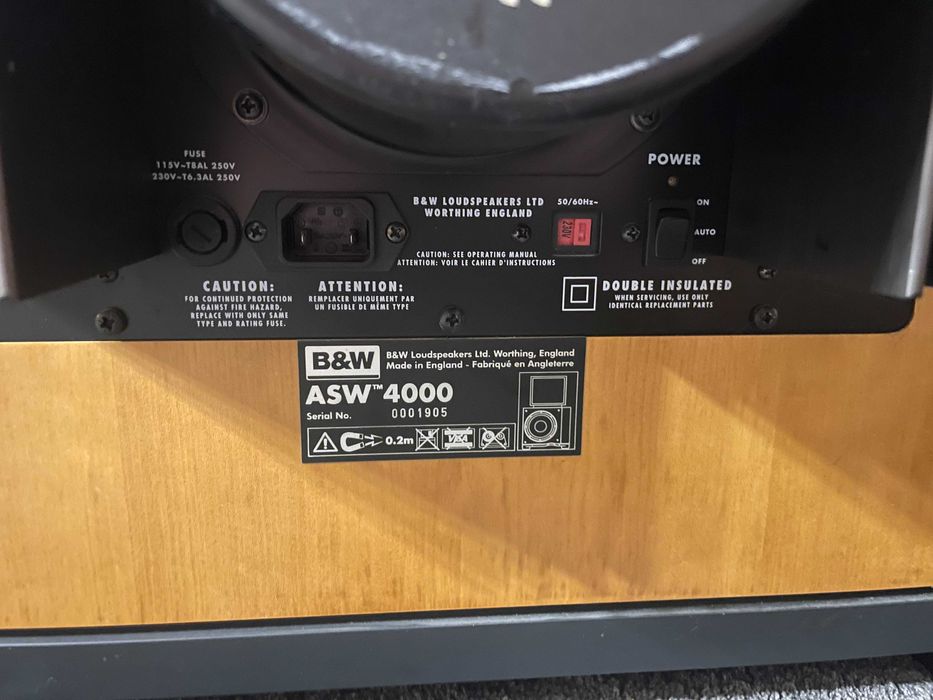 FUSE
115V~T8AL 250V
230V~T6.3AL 250V
B&W LOUDSPEAKERS LTD
WORTHING ENGLAND
50/60Hz~
230V
POWER
ON
AUTO
OFF
CAUTION: SEE OPERATING MANUAL
ATTENTION: VOIR LE CAHIER D'INSTRUCTIONS
CAUTION:
FOR CONTINUED PROTECTION
AGAINST FIRE HAZARD,
REPLACE WITH ONLY SAME
TYPE AND RATING FUSE.
ATTENTION:
REMPLACER UNIQUEMENT PAR
UN FUSIBLE DE MÊME TYPE
DOUBLE INSULATED
WHEN SERVICING, USE ONLY
IDENTICAL REPLACEMENT PARTS
B&W
B&W Loudspeakers Ltd. Worthing, England
Made in England - Fabriqué en Angleterre
ASW™4000
Serial No. 0001905
0.2m
VISA